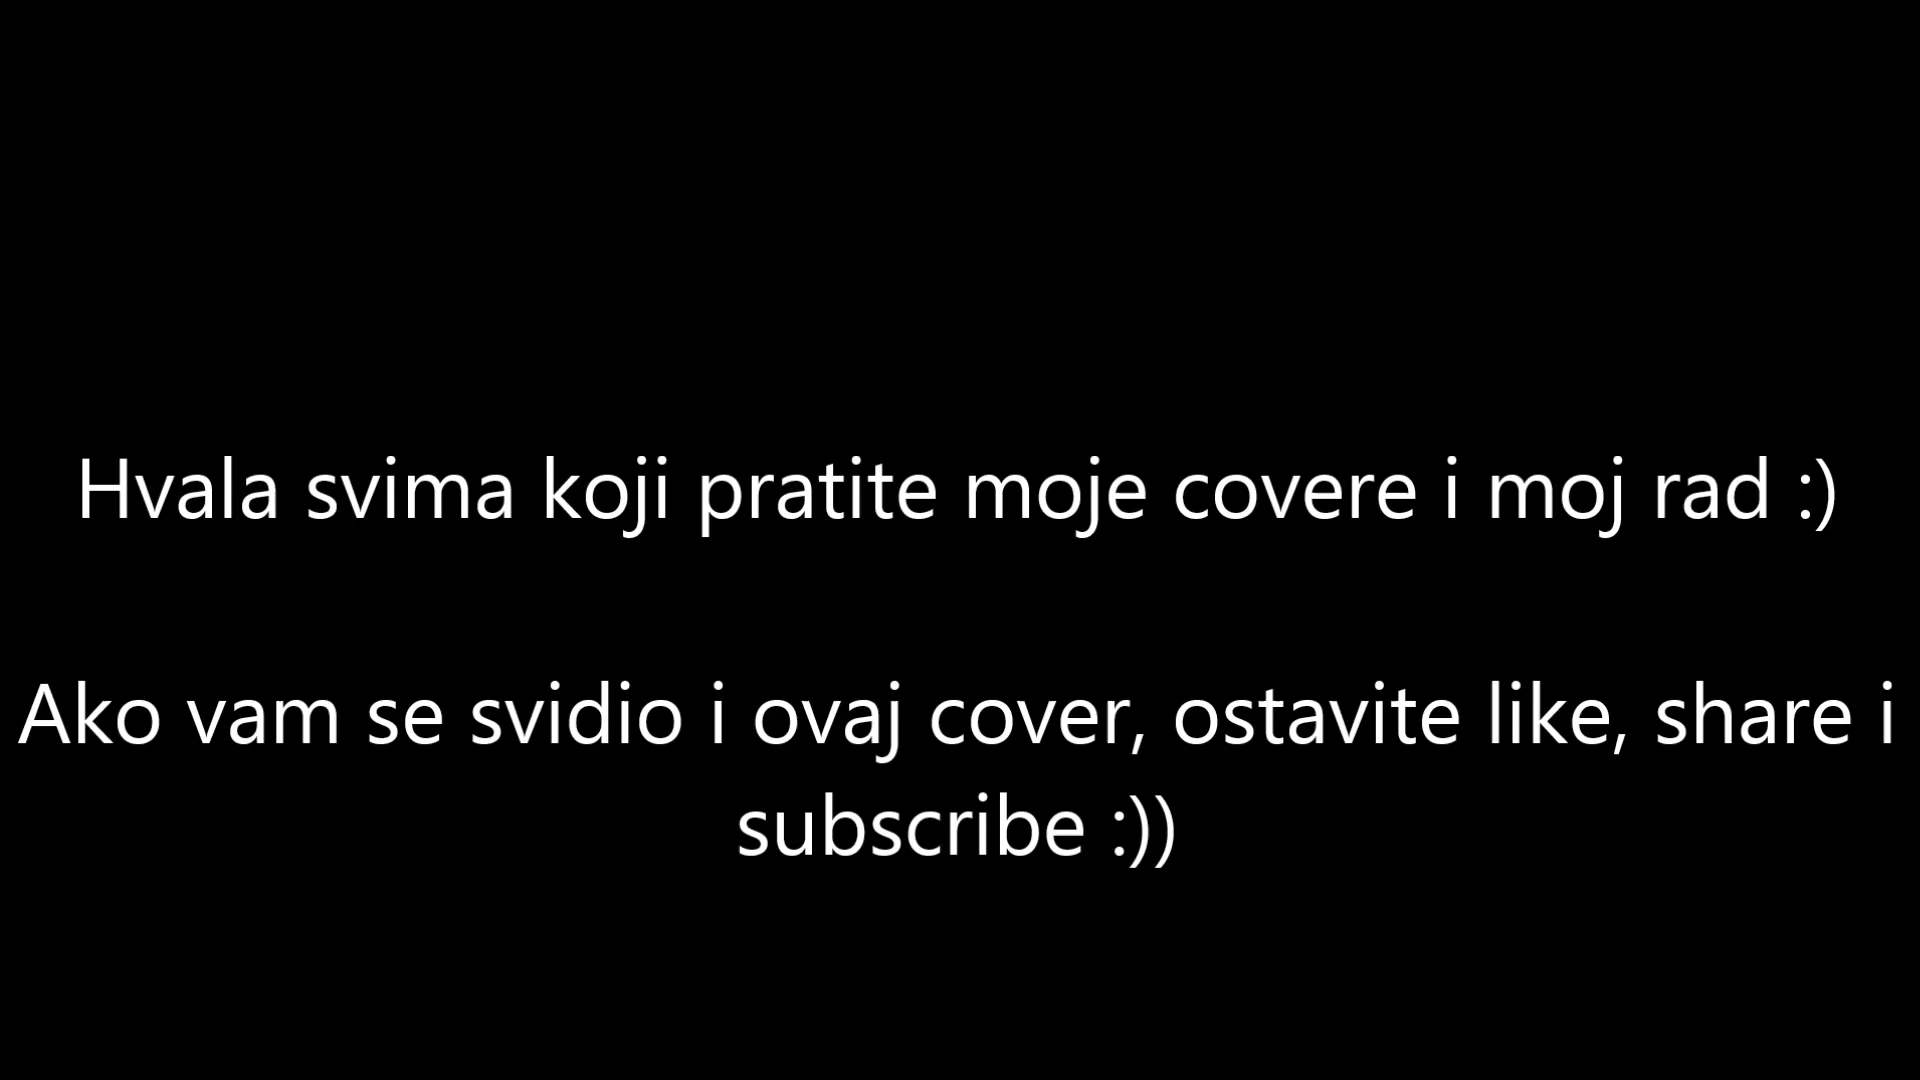 Hvala svima koji pratite moje covere i moj rad :)
Ako vam se svidio i ovaj cover, ostavite like, share i
subscribe :))